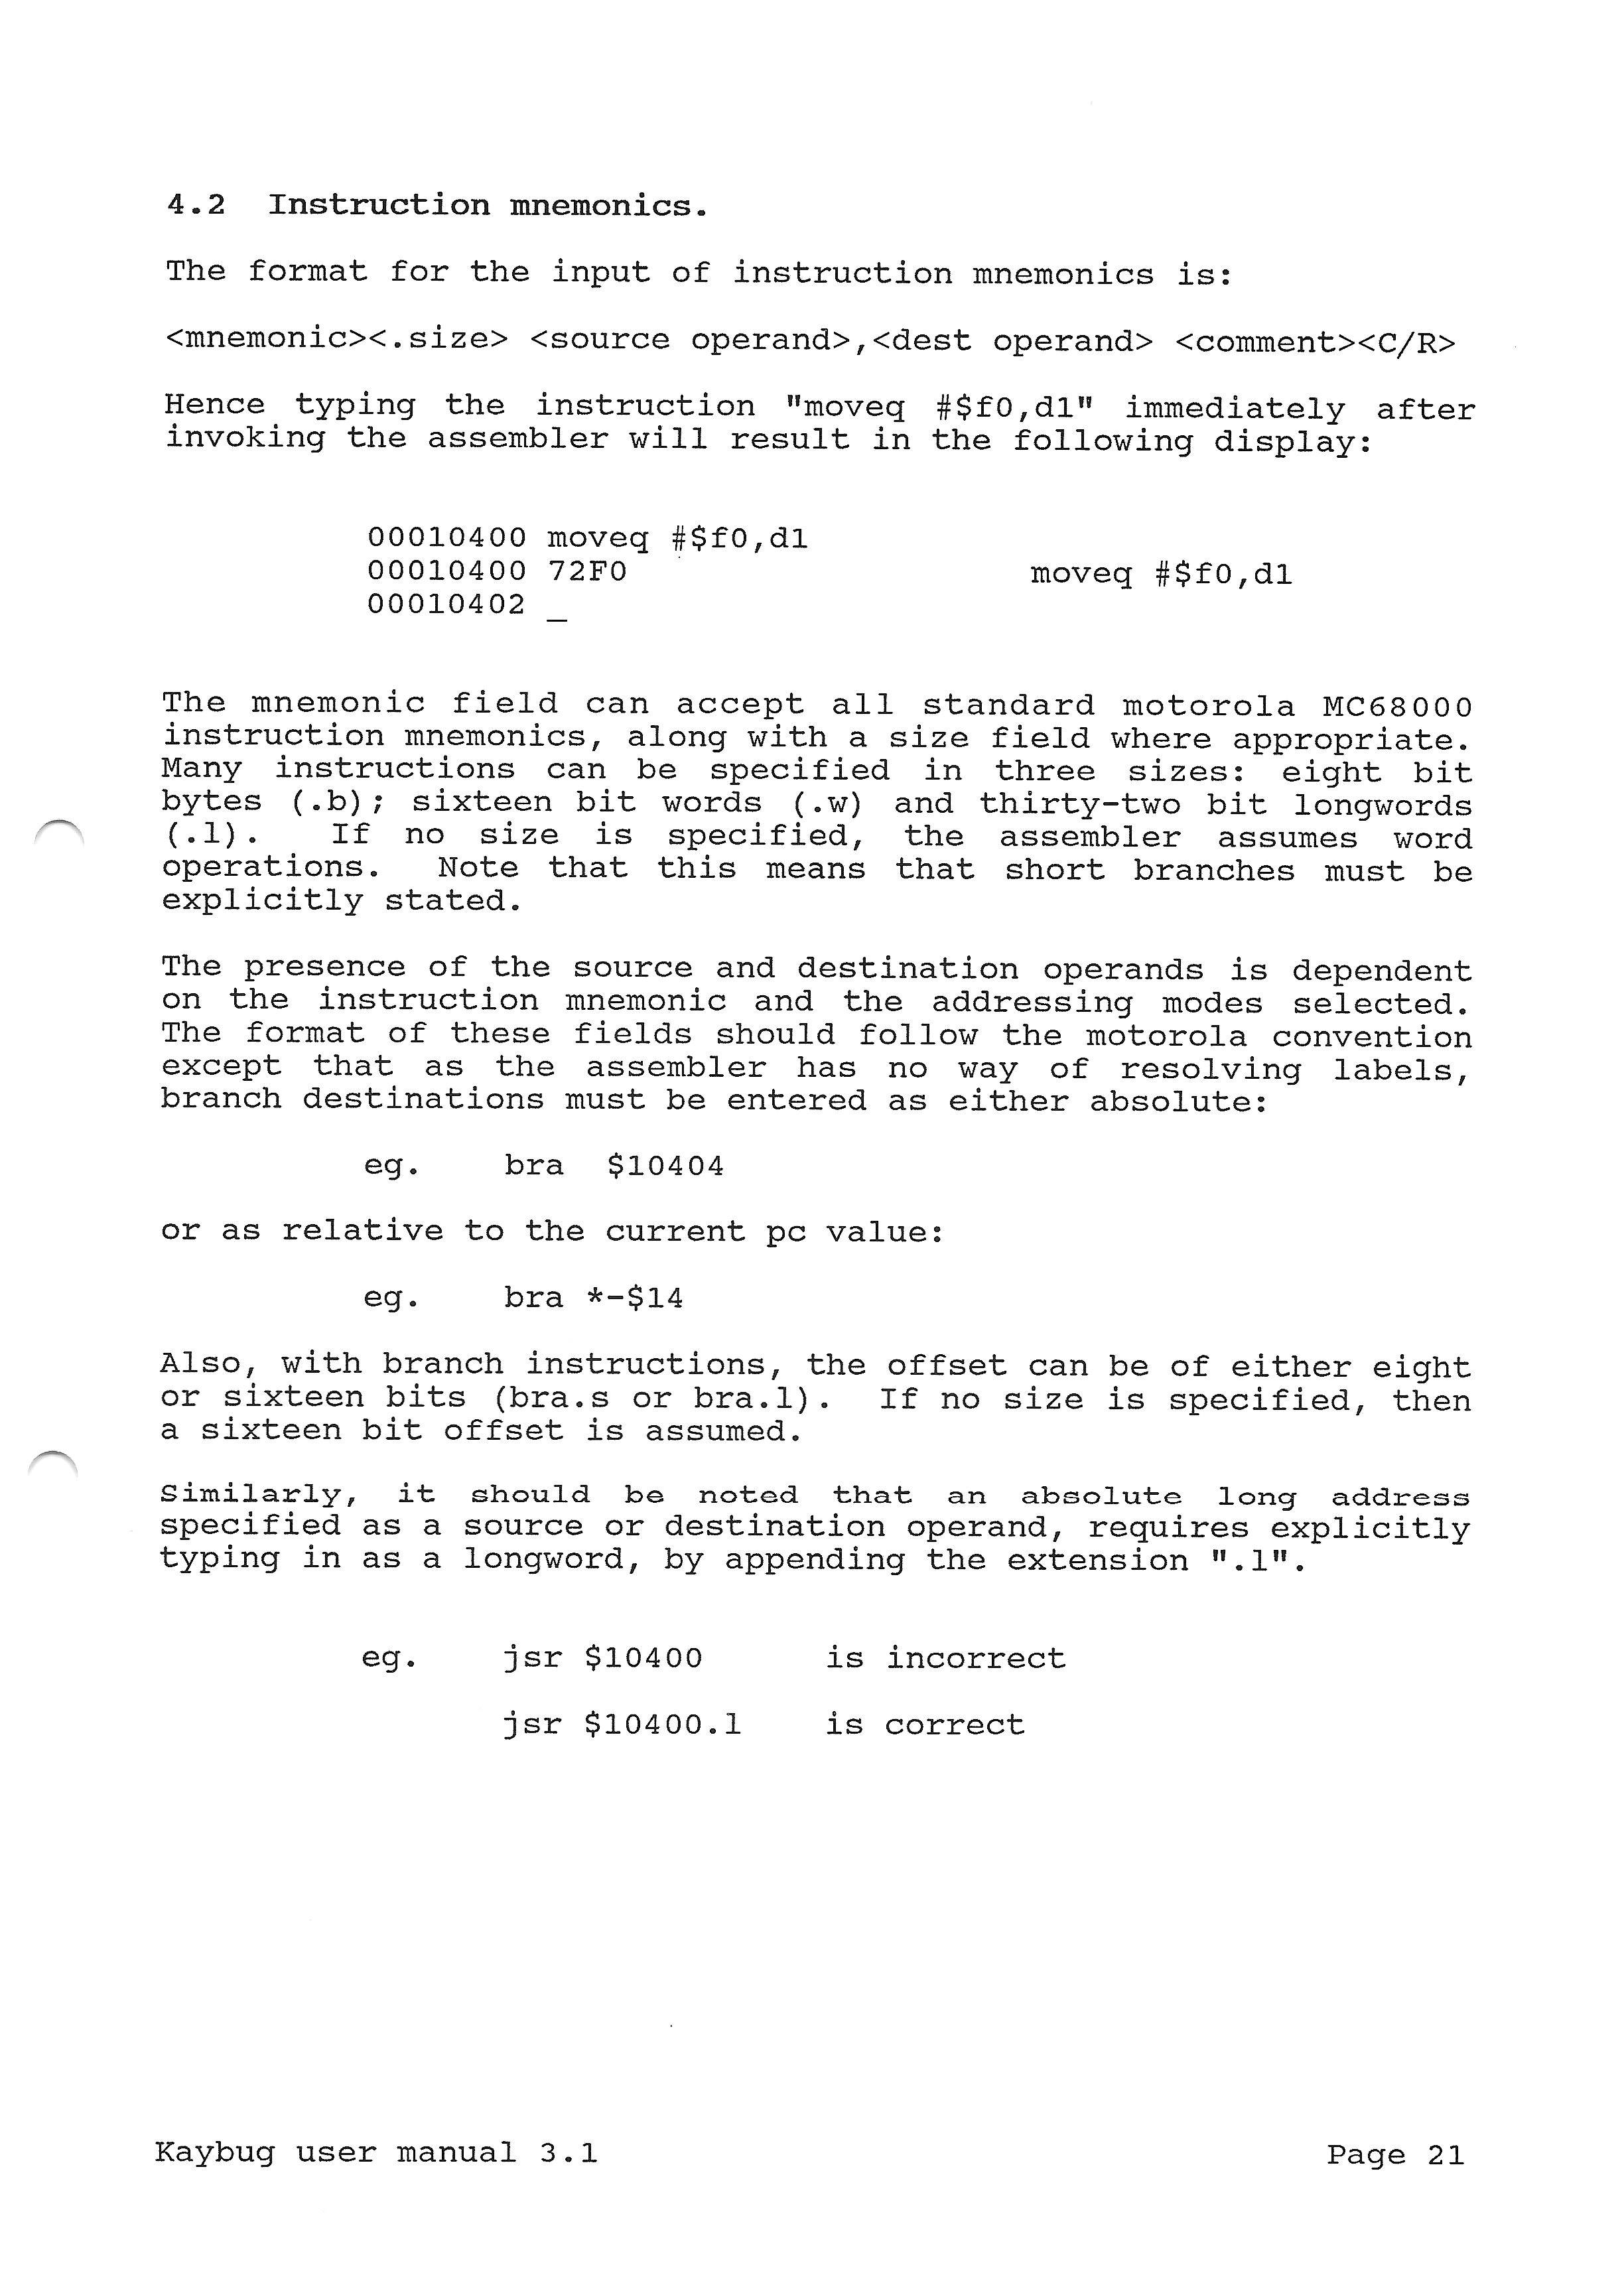 4.2  Instruction mnemonics.
The format for the input of instruction mnemonics is:
<mnemonic><.size> <source operand>,<dest operand> <comment><C/R>
Hence typing the instruction "moveq #$f0,d1" immediately after
invoking the assembler will result in the following display:
00010400 moveq #$f0,d1
00010400 72F0                    moveq #$f0,d1
00010402 _
The mnemonic field can accept all standard motorola MC68000
instruction mnemonics, along with a size field where appropriate.
Many instructions can be specified in three sizes: eight bit
bytes (.b); sixteen bit words (.w) and thirty-two bit longwords
(.l).  If no size is specified, the assembler assumes word
operations.  Note that this means that short branches must be
explicitly stated.
The presence of the source and destination operands is dependent
on the instruction mnemonic and the addressing modes selected.
The format of these fields should follow the motorola convention
except that as the assembler has no way of resolving labels,
branch destinations must be entered as either absolute:
eg.    bra  $10404
or as relative to the current pc value:
eg.    bra *-$14
Also, with branch instructions, the offset can be of either eight
or sixteen bits (bra.s or bra.l).  If no size is specified, then
a sixteen bit offset is assumed.
Similarly, it should be noted that an absolute long address
specified as a source or destination operand, requires explicitly
typing in as a longword, by appending the extension ".l".
eg.    jsr $10400      is incorrect
jsr $10400.l    is correct
Kaybug user manual 3.1                                    Page 21